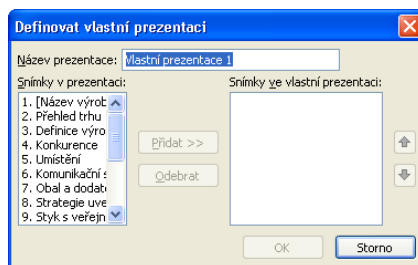 Definovat vlastní prezentaci
Název prezentace: Vlastní prezentace 1
Snímky v prezentaci:
Snímky ve vlastní prezentaci:
1. [Název výrob
2. Přehled trhu
3. Definice výro
4. Konkurence
5. Umístění
6. Komunikační s
7. Obal a dodate
8. Strategie uve
9. Styk s veřejn
Přidat >>
Odebrat
OK
Storno